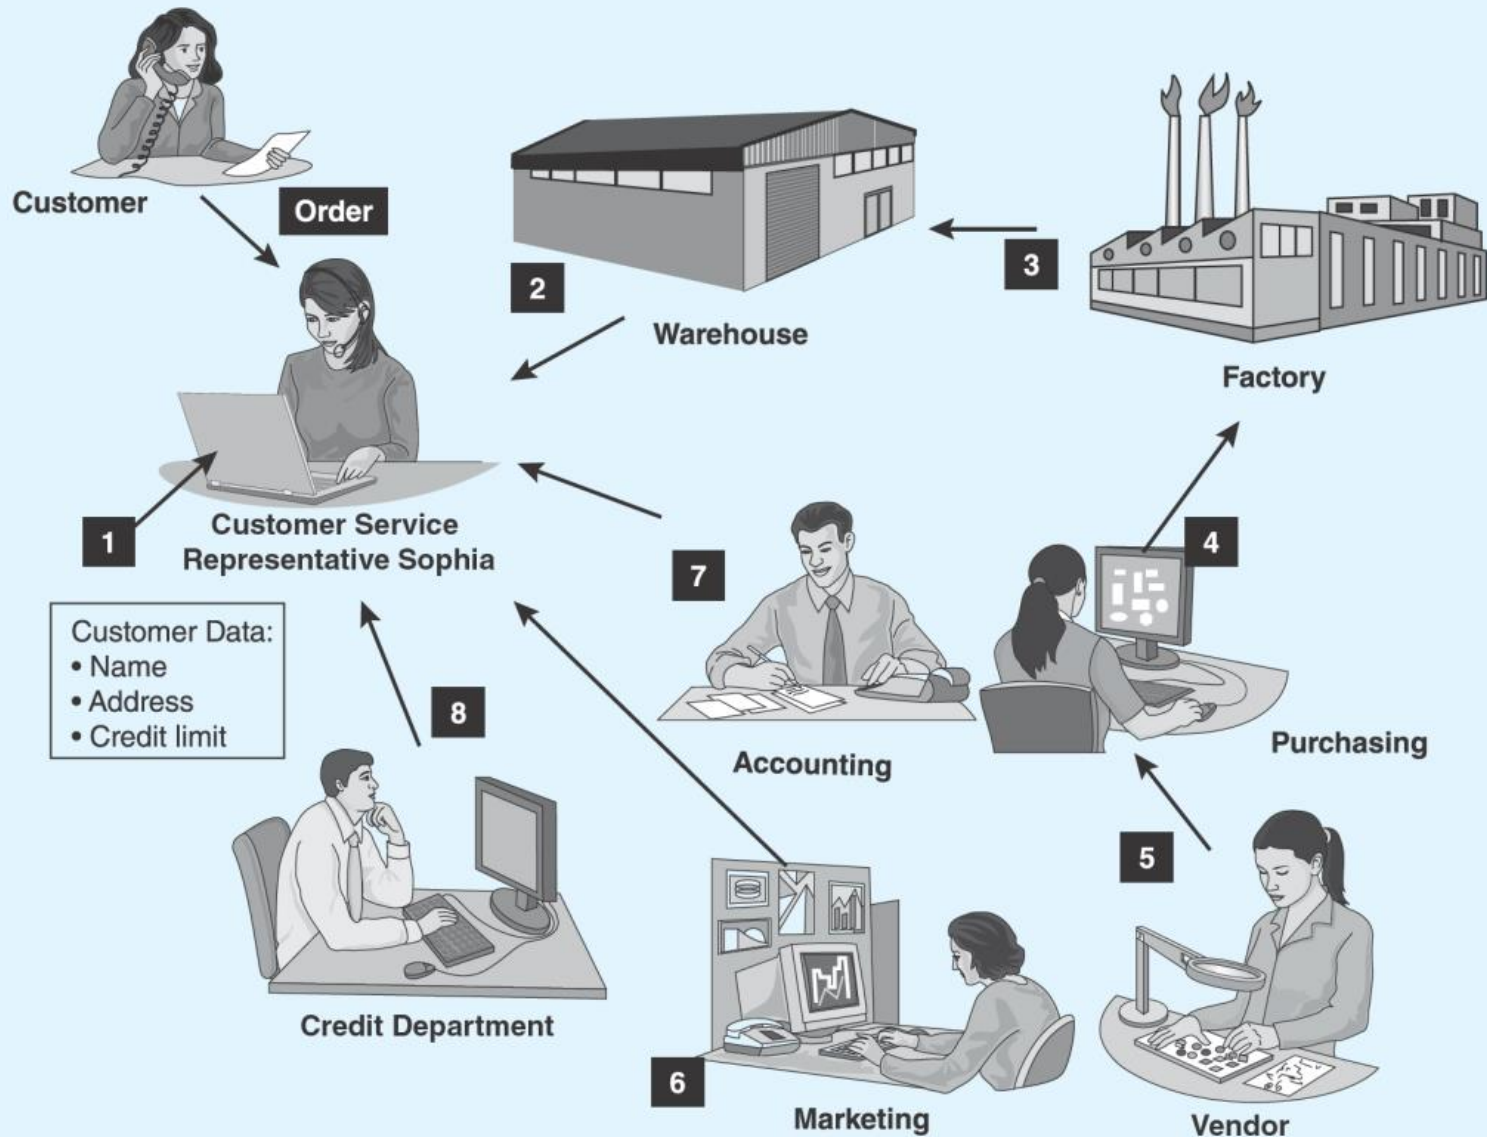 Customer
Order
2
Warehouse
3
Factory
1
Customer Service
Representative Sophia
Customer Data:
• Name
• Address
• Credit limit
7
Accounting
4
Purchasing
8
Credit Department
6
Marketing
5
Vendor